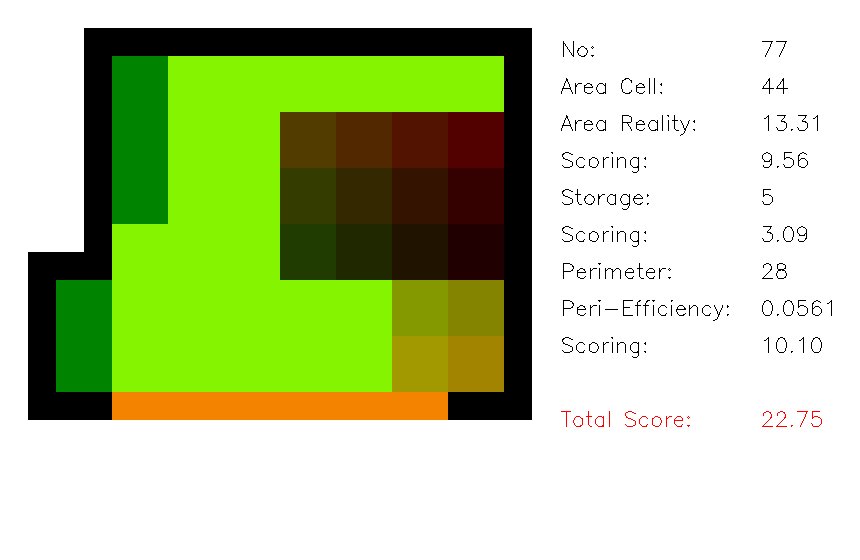 No: 77
Area Cell: 44
Area Reality: 13.31
Scoring: 9.56
Storage: 5
Scoring: 3.09
Perimeter: 28
Peri-Efficiency: 0.0561
Scoring: 10.10
Total Score: 22.75